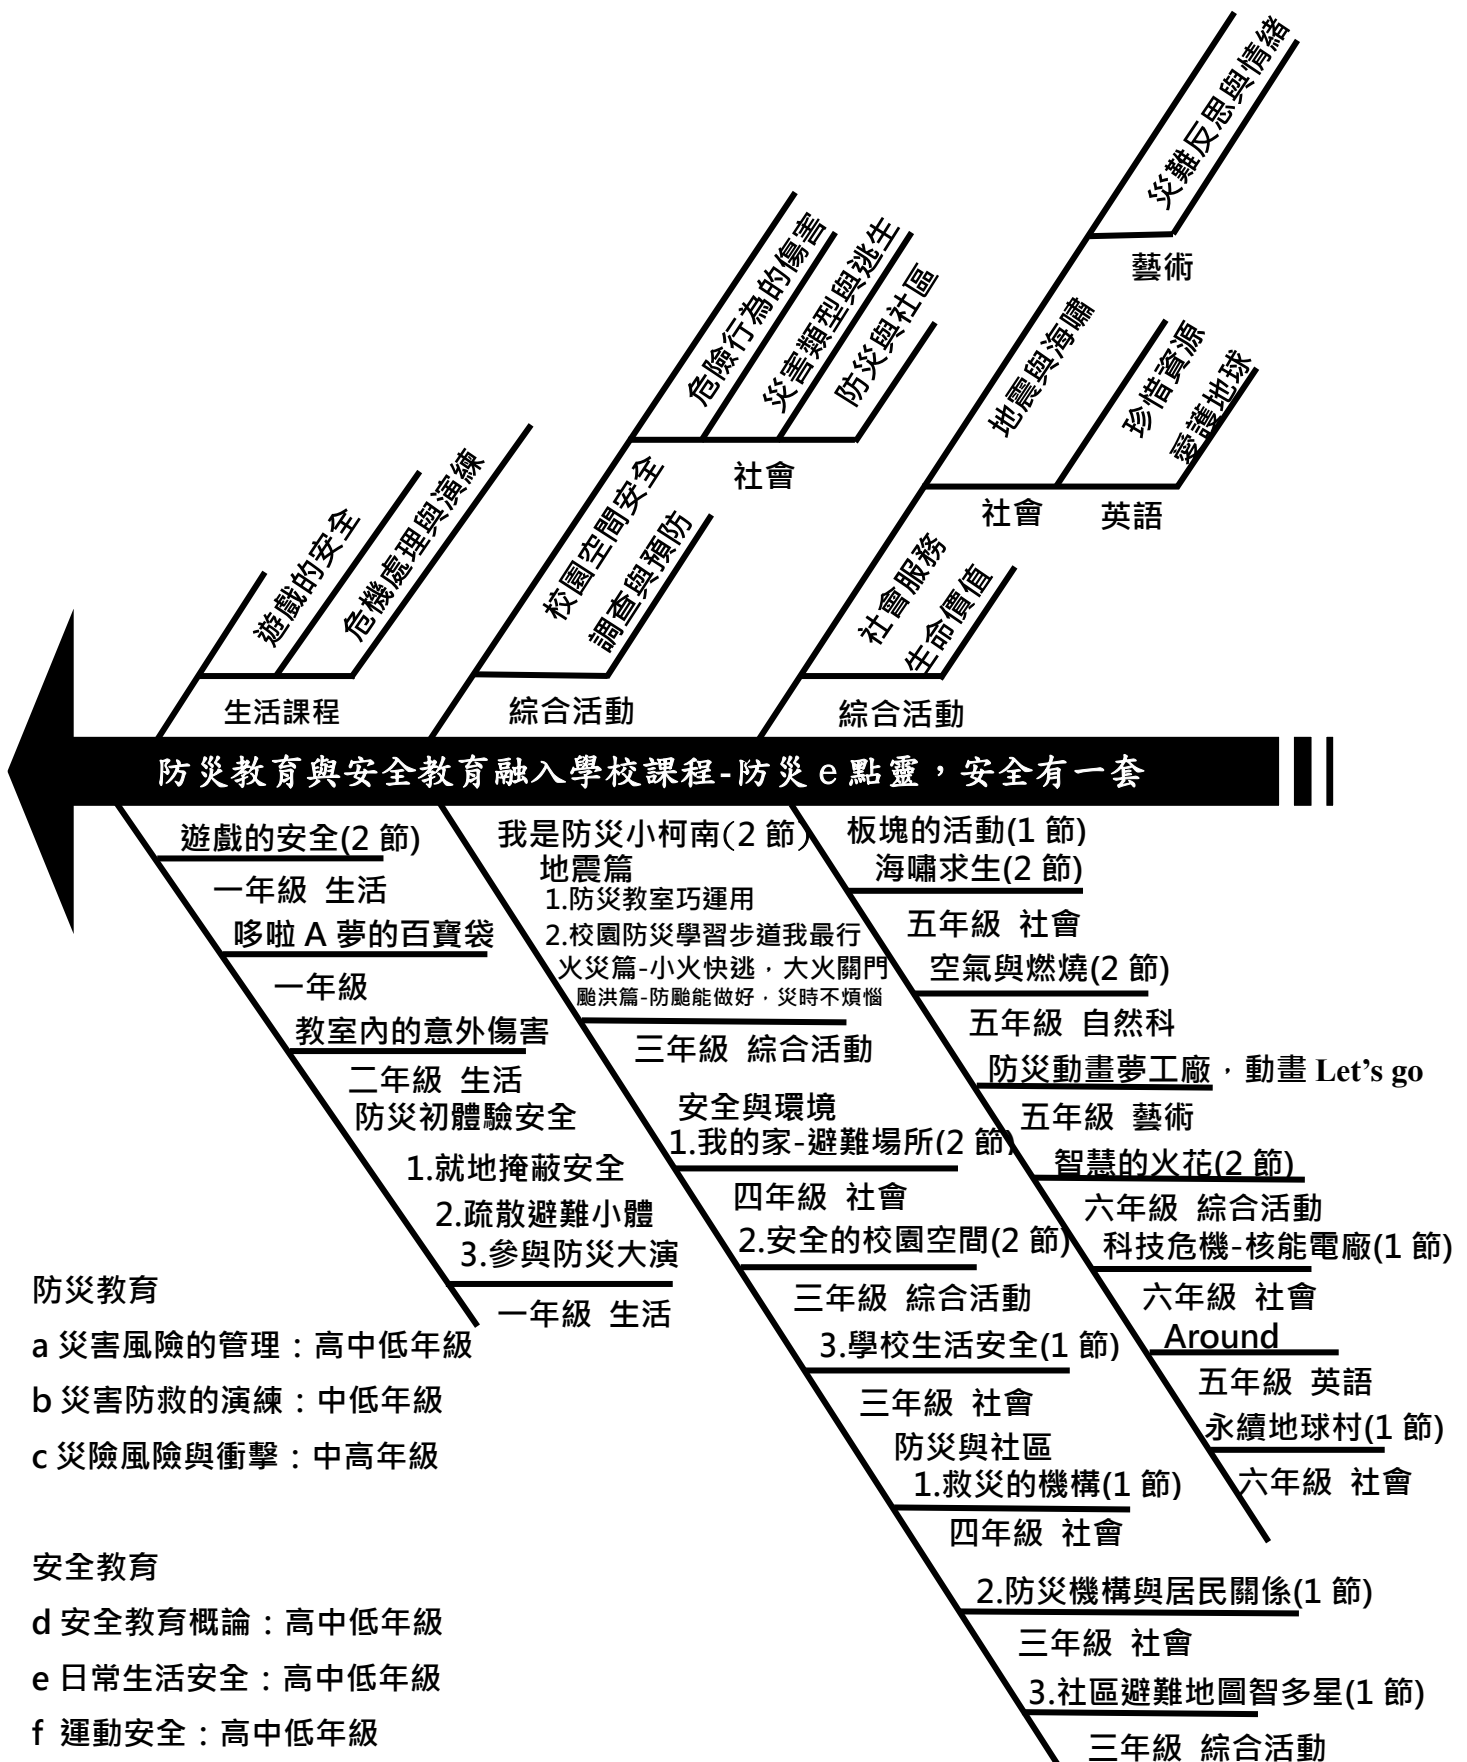 災難反思與情緒
藝術
地震與海嘯
珍惜資源
愛護地球
社會
英語
社會服務
生命價值
綜合活動
危險行為的傷害
災害類型與逃生
防災與社區
社會
校園空間安全
調查與預防
綜合活動
遊戲的安全
危機處理與演練
生活課程
防災教育與安全教育融入學校課程-防災e點靈，安全有一套
遊戲的安全(2 節)
一年級 生活
哆啦 A 夢的百寶袋
一年級
教室內的意外傷害
二年級 生活
防災初體驗安全
1.就地掩蔽安全
2.疏散避難小體
3.參與防災大演
一年級 生活
我是防災小柯南(2 節)
地震篇
1.防災教室巧運用
2.校園防災學習步道我最行
火災篇-小火快逃，大火關門
颱洪篇-防颱能做好，災時不煩惱
三年級 綜合活動
安全與環境
1.我的家-避難場所(2 節)
四年級 社會
2.安全的校園空間(2 節)
三年級 綜合活動
3.學校生活安全(1 節)
三年級 社會
防災與社區
1.救災的機構(1 節)
四年級 社會
2.防災機構與居民關係(1 節)
三年級 社會
3.社區避難地圖智多星(1 節)
三年級 綜合活動
板塊的活動(1 節)
海嘯求生(2 節)
五年級 社會
空氣與燃燒(2 節)
五年級 自然科
防災動畫夢工廠，動畫 Let's go
五年級 藝術
智慧的火花(2 節)
六年級 綜合活動
科技危機-核能電廠(1 節)
六年級 社會
Around
五年級 英語
永續地球村(1 節)
六年級 社會
防災教育
a 災害風險的管理：高中低年級
b 災害防救的演練：中低年級
c 災險風險與衝擊：中高年級
安全教育
d 安全教育概論：高中低年級
e 日常生活安全：高中低年級
f 運動安全：高中低年級